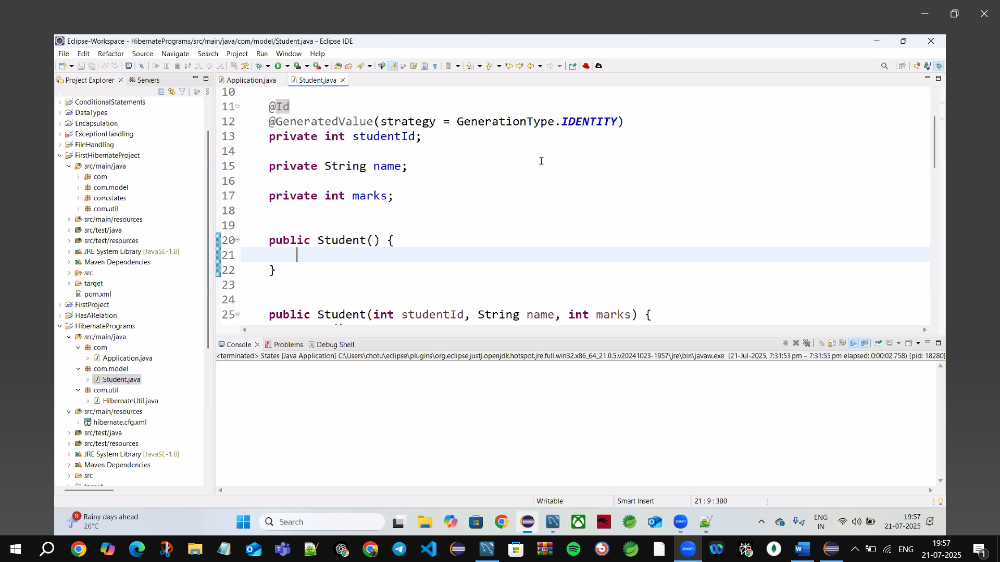 Eclipse-Workspace - HibernatePrograms/src/main/java/com/model/Student.java - Eclipse IDE
File Edit Refactor Source Navigate Search Project Run Window Help
Project Explorer
Servers
ConditionalStatements
DataTypes
Encapsulation
ExceptionHandling
FileHandling
FirstHibernateProject
src/main/java
com
com.model
com.states
com.util
src/main/resources
src/test/java
src/test/resources
JRE System Library [JavaSE-1.8]
Maven Dependencies
src
target
pom.xml
FirstProject
HasARelation
HibernatePrograms
src/main/java
com
Application.java
com.model
Student.java
com.util
HibernateUtil.java
src/main/resources
hibernate.cfg.xml
src/test/java
src/test/resources
JRE System Library [JavaSE-1.8]
Maven Dependencies
src
Application.java Student.java
10
11 @Id
12 @GeneratedValue(strategy = GenerationType.IDENTITY)
13 private int studentId;
14
15 private String name;
16
17 private int marks;
18
19
20 public Student() {
21
22 }
23
24
25 public Student(int studentId, String name, int marks) {
Console Problems Debug Shell
<terminated> States [Java Application] C:\Users\chotu\eclipse\plugins\org.eclipse.justj.openjdk.hotspot.jre.full.win32.x86_64_21.0.5.v20241023-1957\jre\bin\javaw.exe (21-Jul-2025, 7:31:53 pm – 7:31:55 pm elapsed: 0:00:02.758) [pid: 18280]
Writable Smart Insert 21 : 9 : 380
9
Rainy days ahead
26°C
Search
zoom
ENG
IN
19:57
21-07-2025
zoom
ENG
19:57
21-07-2025
1